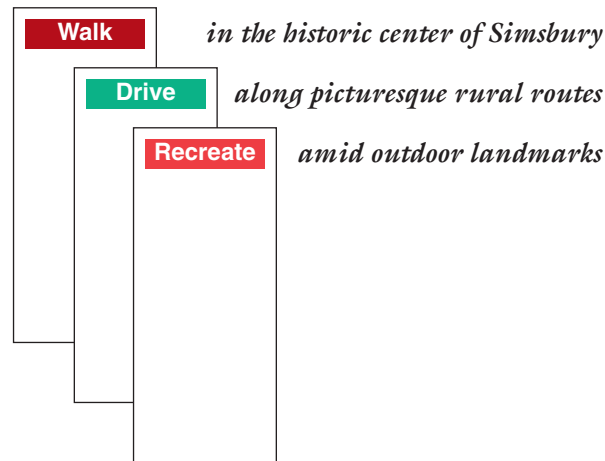 Walk in the historic center of Simsbury
Drive along picturesque rural routes
Recreate amid outdoor landmarks